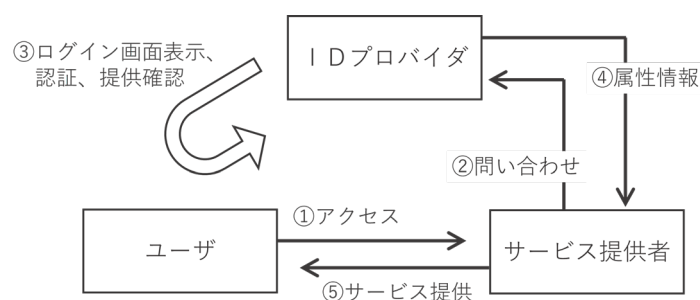 ③ログイン画面表示、
認証、提供確認
ＩＤプロバイダ
④属性情報
②問い合わせ
①アクセス
ユーザ
サービス提供者
⑤サービス提供